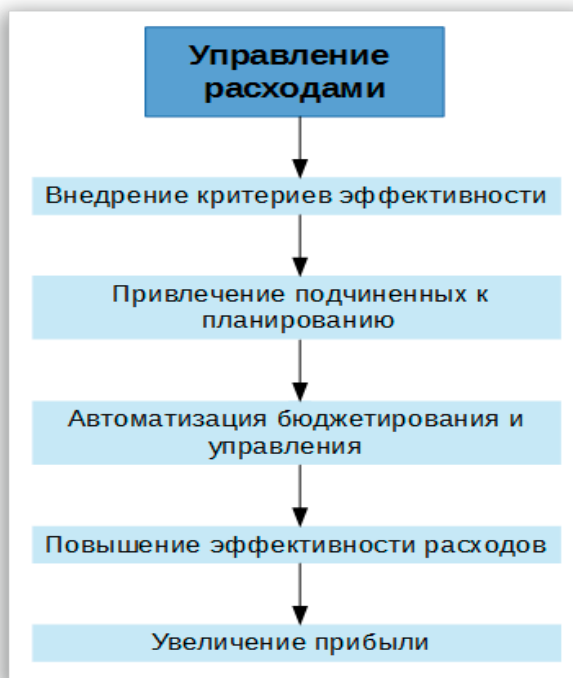 Управление
расходами
Внедрение критериев эффективности
Привлечение подчиненных к
планированию
Автоматизация бюджетирования и
управления
Повышение эффективности расходов
Увеличение прибыли